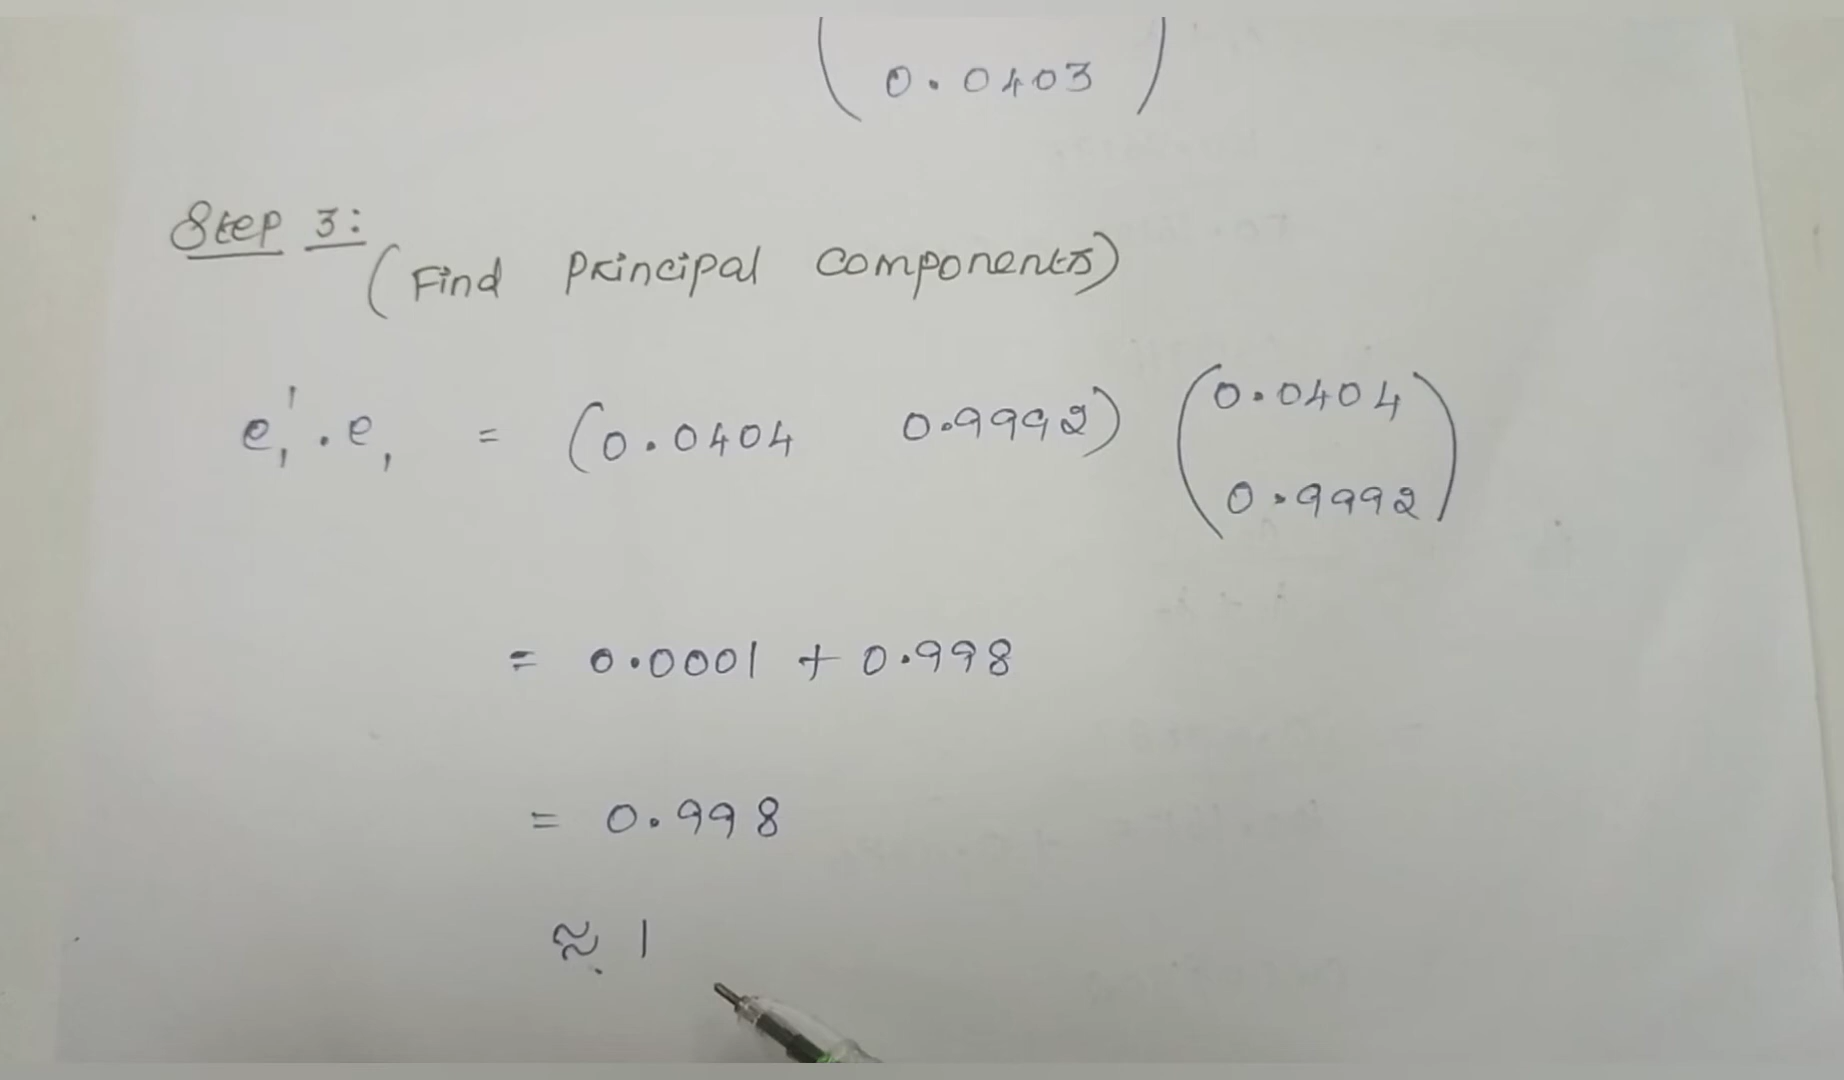 0.0403
Step 3:
(Find Principal Components)
e₁'.e₁ = (0.0404 0.9992) (0.0404
0.9992)
= 0.0001 + 0.998
= 0.998
≈ 1